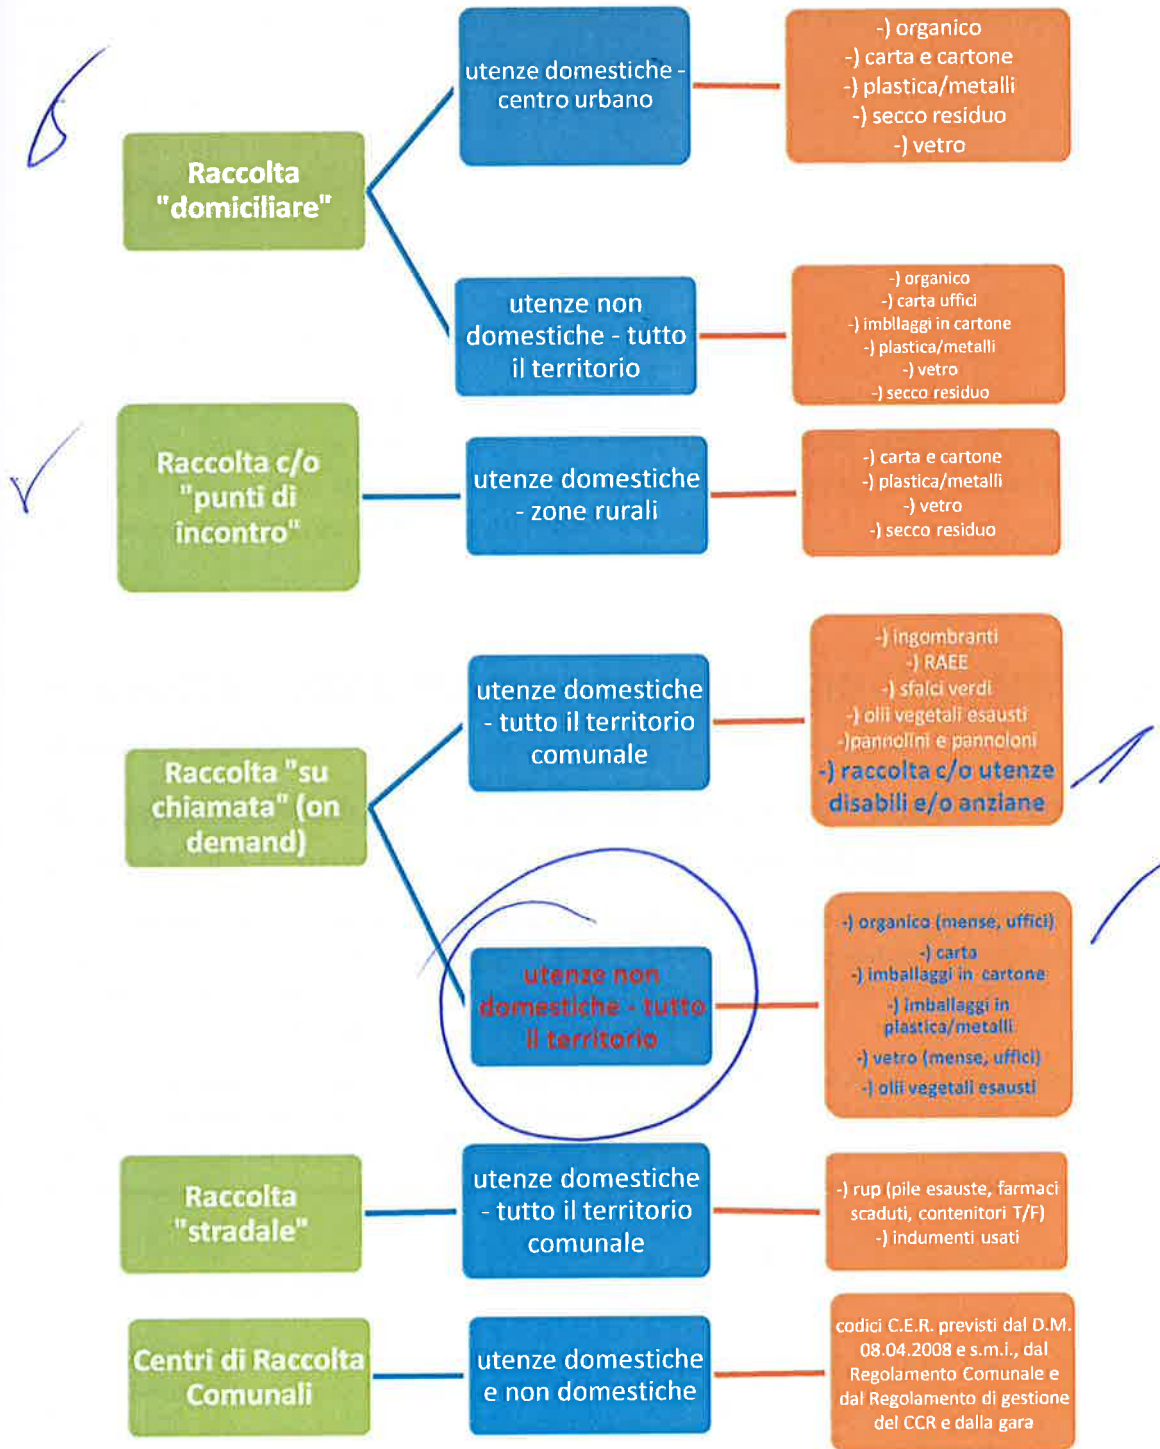 Raccolta
"domiciliare"
utenze domestiche -
centro urbano
-) organico
-) carta e cartone
-) plastica/metalli
-) secco residuo
-) vetro
utenze non
domestiche - tutto
il territorio
-) organico
-) carta uffici
-) imbllaggi in cartone
-) plastica/metalli
-) vetro
-) secco residuo
Raccolta c/o
"punti di
incontro"
utenze domestiche
- zone rurali
-) carta e cartone
-) plastica/metalli
-) vetro
-) secco residuo
Raccolta "su
chiamata" (on
demand)
utenze domestiche
- tutto il territorio
comunale
-) ingombranti
-) RAEE
-) sfalci verdi
-) olii vegetali esausti
-)pannolini e pannoloni
-) raccolta c/o utenze
disabili e/o anziane
utenze non
domestiche - tutto
il territorio
-) organico (mense, uffici)
-) carta
-) imballaggi in cartone
-) imballaggi in
plastica/metalli
-) vetro (mense, uffici)
-) olii vegetali esausti
Raccolta
"stradale"
utenze domestiche
- tutto il territorio
comunale
-) rup (pile esauste, farmaci
scaduti, contenitori T/F)
-) indumenti usati
Centri di Raccolta
Comunali
utenze domestiche
e non domestiche
codici C.E.R. previsti dal D.M.
08.04.2008 e s.m.i., dal
Regolamento Comunale e
dal Regolamento di gestione
del CCR e dalla gara